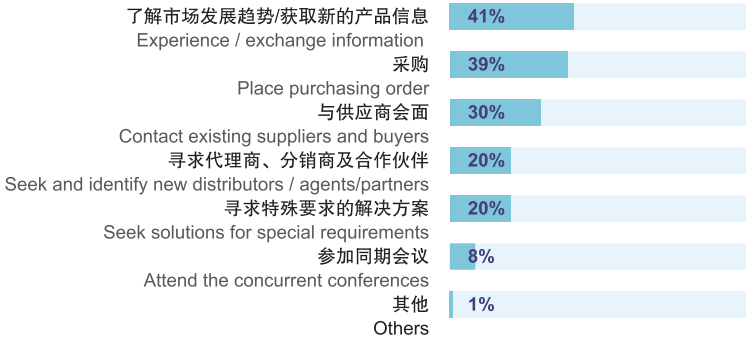 了解市场发展趋势/获取新的产品信息 41%
Experience / exchange information
采购 39%
Place purchasing order
与供应商会面 30%
Contact existing suppliers and buyers
寻求代理商、分销商及合作伙伴 20%
Seek and identify new distributors / agents/partners
寻求特殊要求的解决方案 20%
Seek solutions for special requirements
参加同期会议 8%
Attend the concurrent conferences
其他 1%
Others